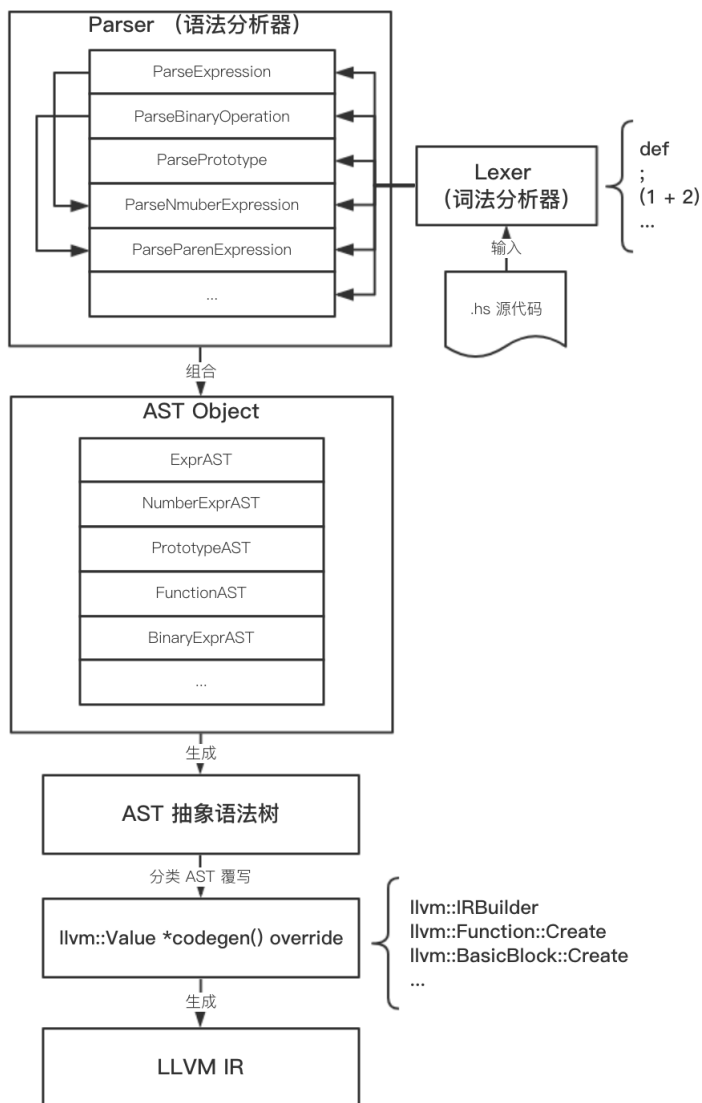 Parser （语法分析器）
ParseExpression
ParseBinaryOperation
ParsePrototype
ParseNmuberExpression
ParseParenExpression
...
Lexer
（词法分析器）
def
;
(1 + 2)
...
输入
.hs 源代码
组合
AST Object
ExprAST
NumberExprAST
PrototypeAST
FunctionAST
BinaryExprAST
...
生成
AST 抽象语法树
分类 AST 覆写
llvm::Value *codegen() override
llvm::IRBuilder
llvm::Function::Create
llvm::BasicBlock::Create
...
生成
LLVM IR